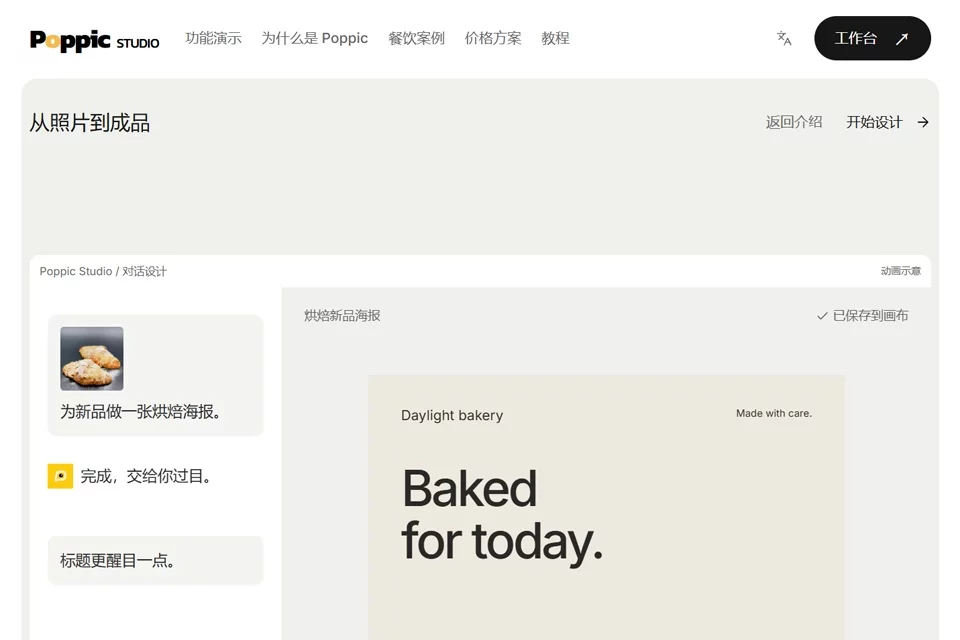 Poppic STUDIO 功能演示 为什么是 Poppic 餐饮案例 价格方案 教程 工作台
从照片到成品
返回介绍 开始设计
Poppic Studio / 对话设计
动画示意
为新品做一张烘焙海报。
完成，交给你过目。
标题更醒目一点。
烘焙新品海报
已保存到画布
Daylight bakery
Made with care.
Baked
for today.